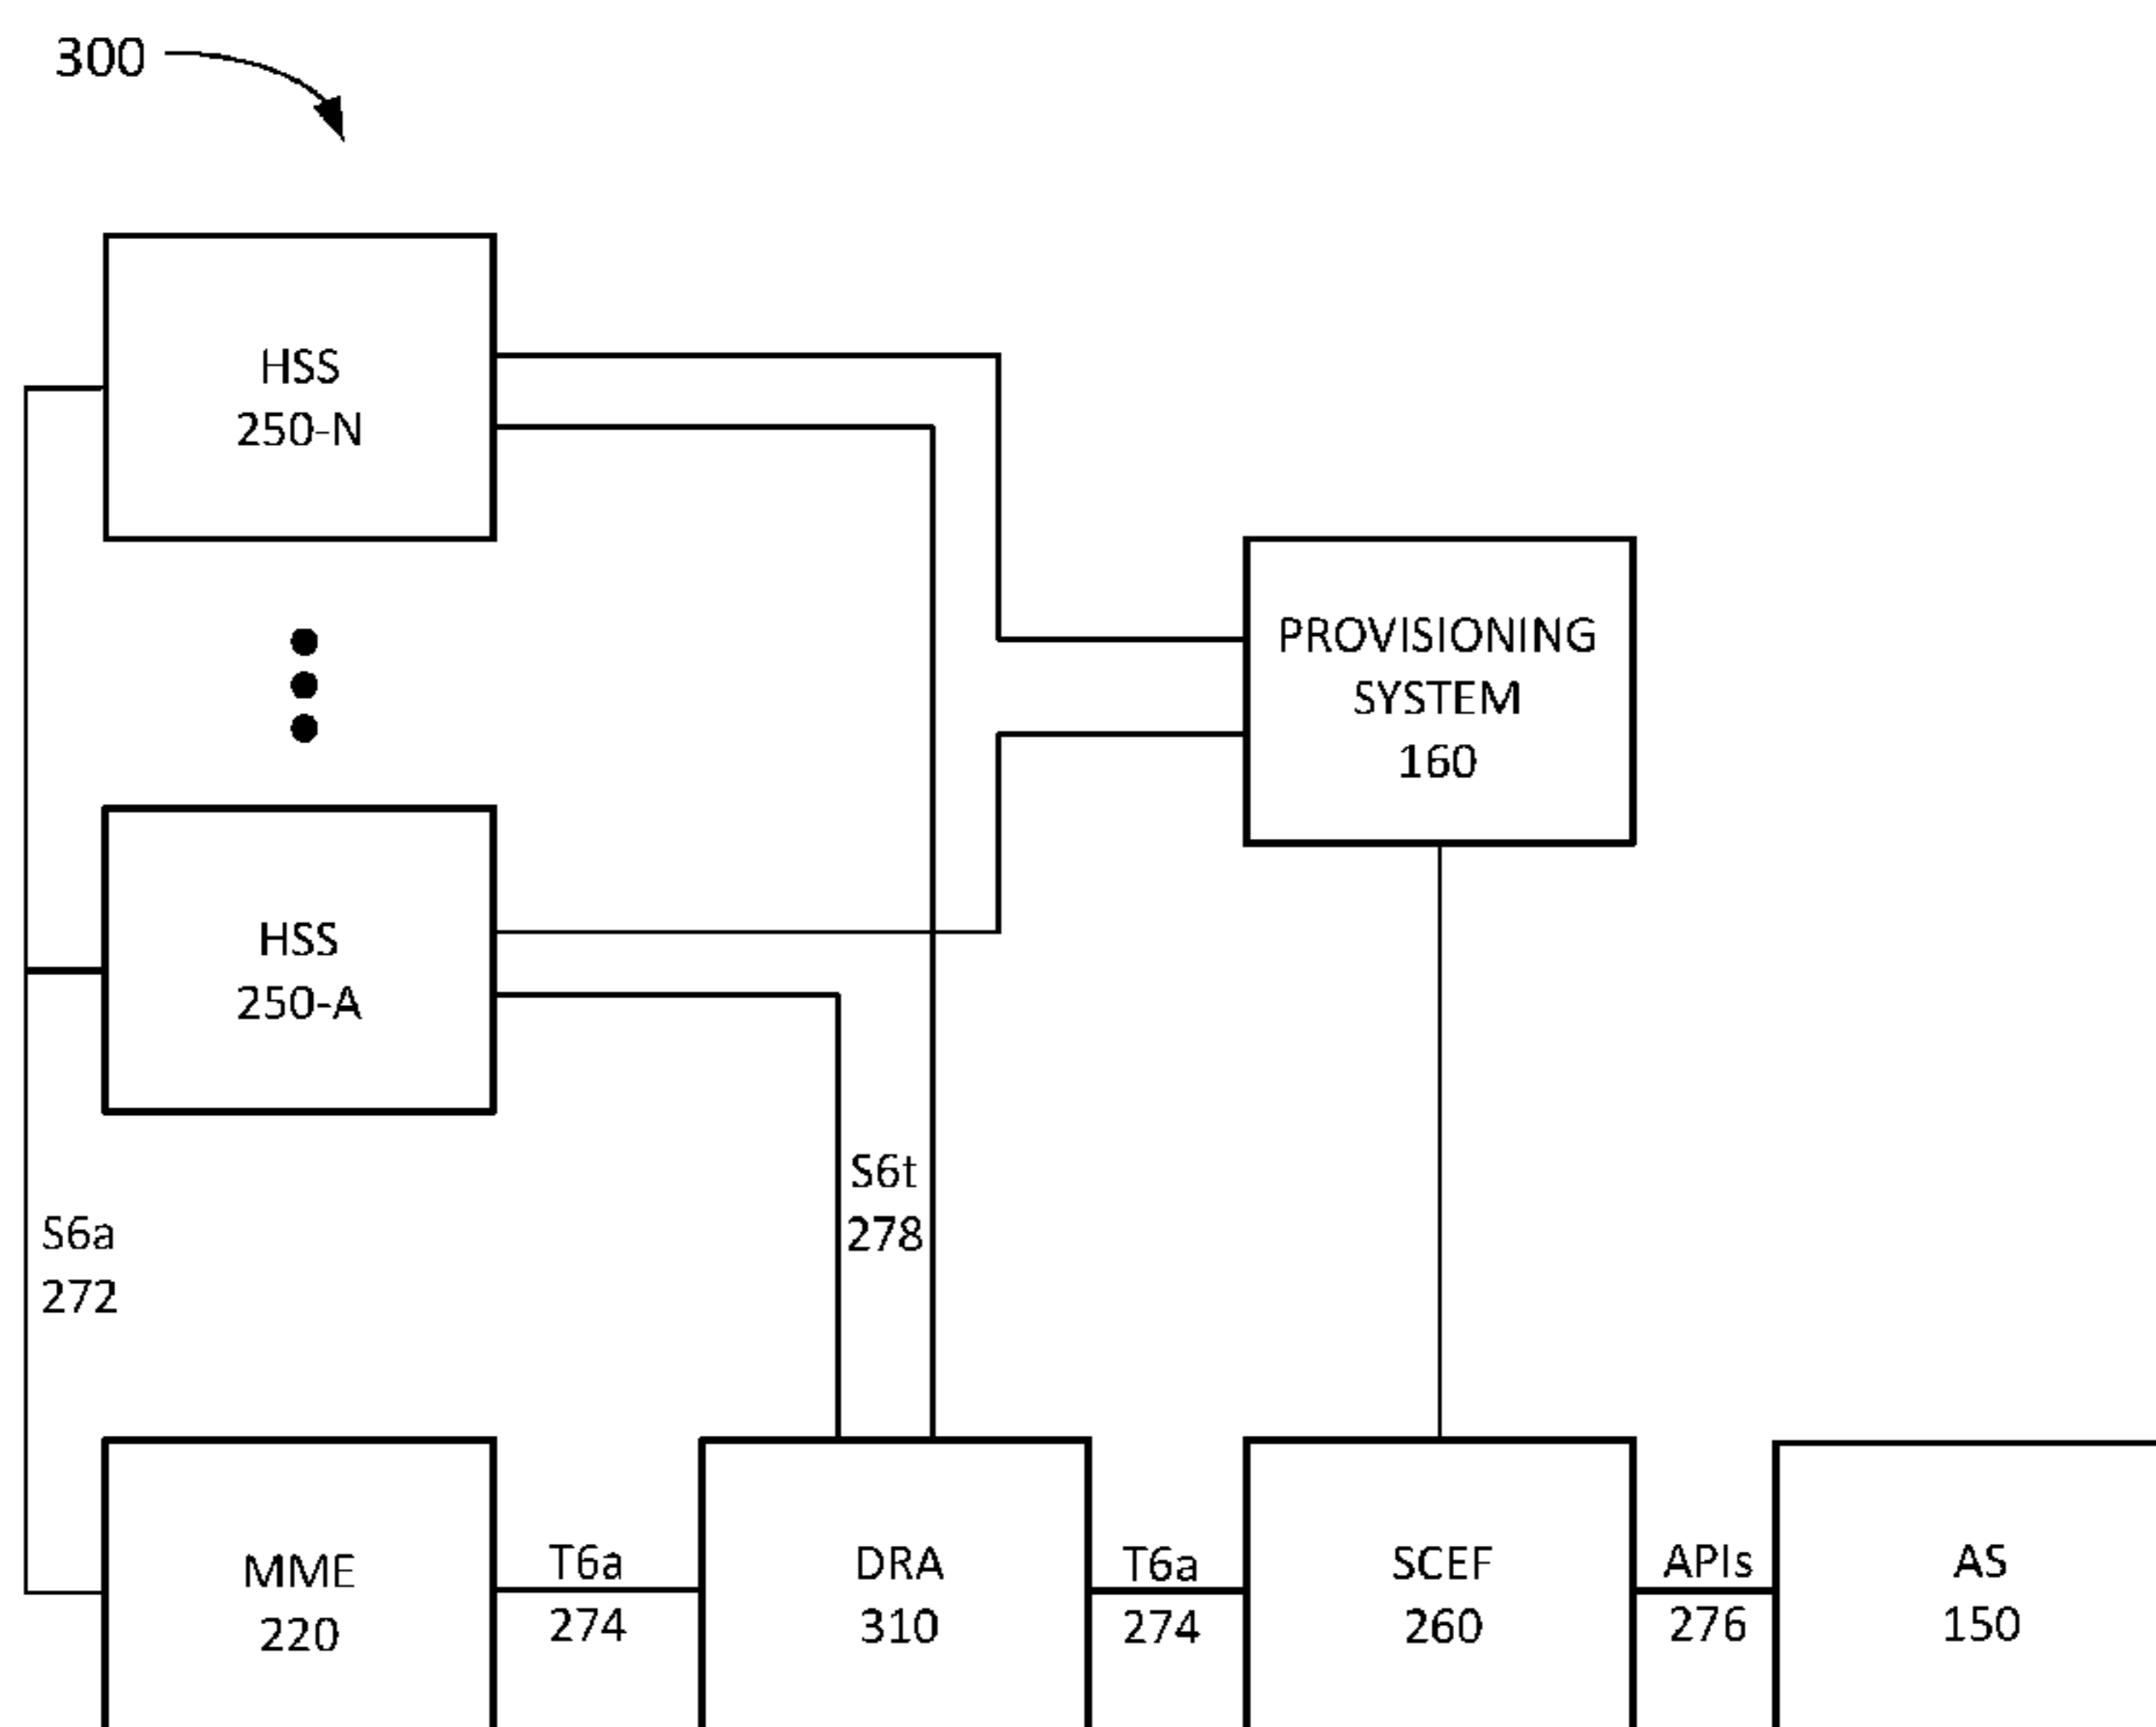 300
HSS
250-N
PROVISIONING
SYSTEM
160
HSS
250-A
S6t
278
S6a
272
MME
220
T6a
274
DRA
310
T6a
274
SCEF
260
APIs
276
AS
150